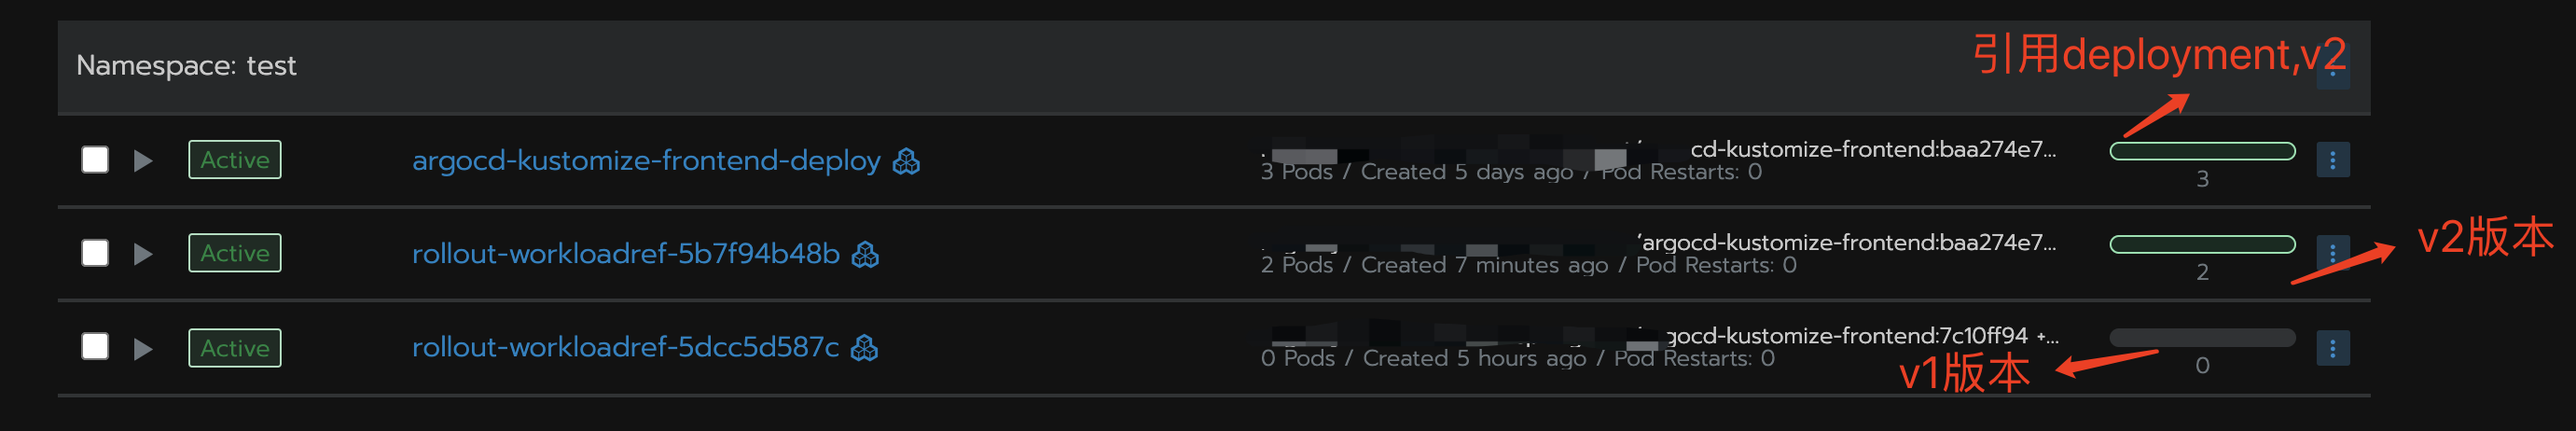 引用deployment,v2
Namespace: test
Active argocd-kustomize-frontend-deploy cd-kustomize-frontend:baa274e7...
3 Pods / Created 5 days ago / Pod Restarts: 0
3
Active rollout-workloadref-5b7f94b48b argocd-kustomize-frontend:baa274e7...
2 Pods / Created 7 minutes ago / Pod Restarts: 0
2
v2版本
Active rollout-workloadref-5dcc5d587c gocd-kustomize-frontend:7c10ff94 +...
0 Pods / Created 5 hours ago / Pod Restarts: 0
0
v1版本